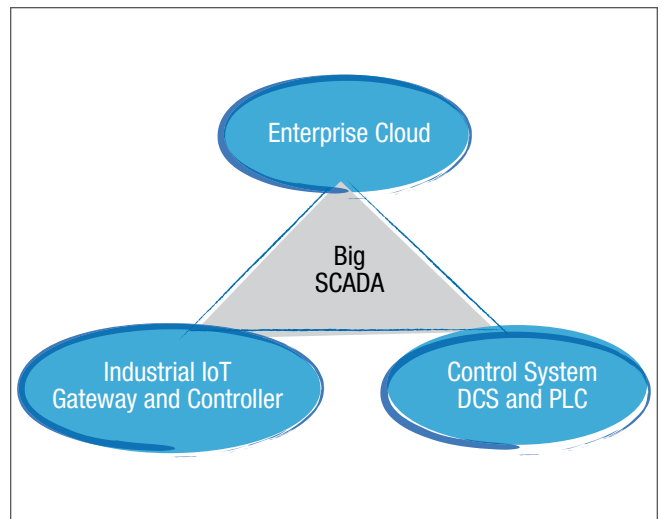 Enterprise Cloud
Big
SCADA
Industrial IoT
Gateway and Controller
Control System
DCS and PLC